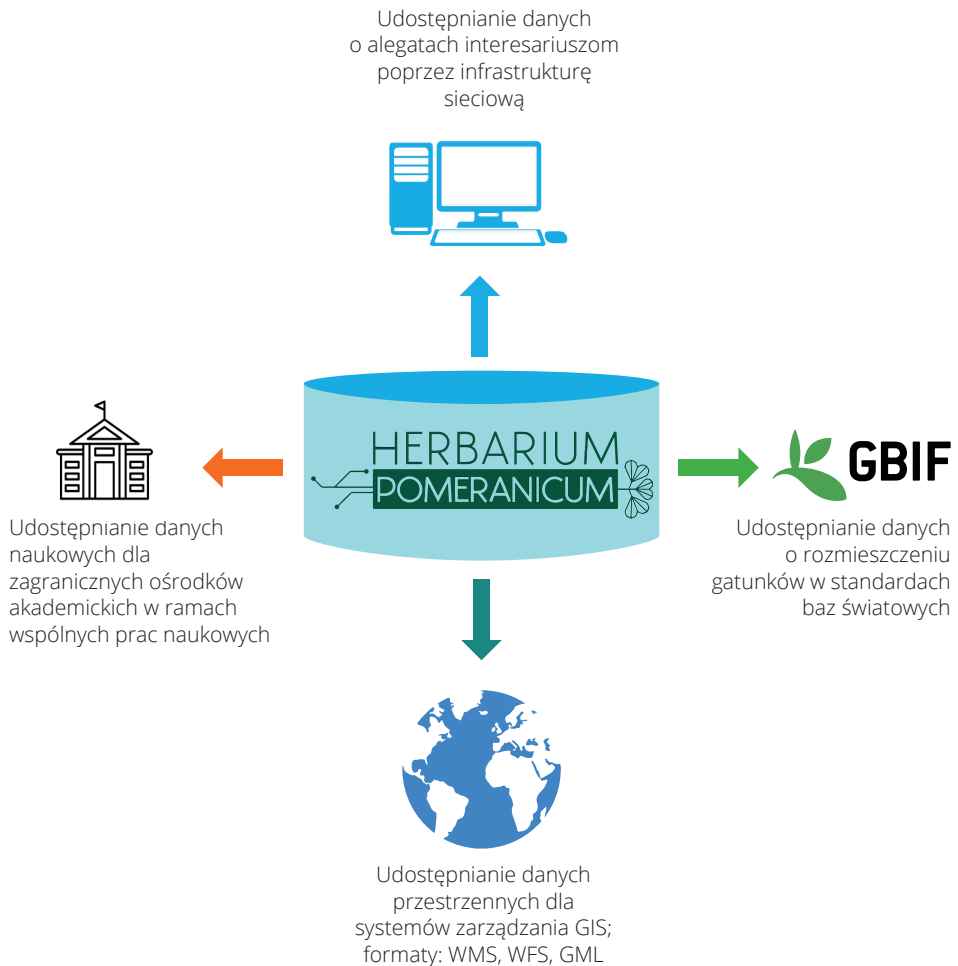 Udostępnianie danych
o alegatach interesariuszom
poprzez infrastrukturę
sieciową
HERBARIUM
POMERANICUM
GBIF
Udostępnianie danych
naukowych dla
zagranicznych ośrodków
akademickich w ramach
wspólnych prac naukowych
Udostępnianie danych
o rozmieszczeniu
gatunków w standardach
baz światowych
Udostępnianie danych
przestrzennych dla
systemów zarządzania GIS;
formaty: WMS, WFS, GML